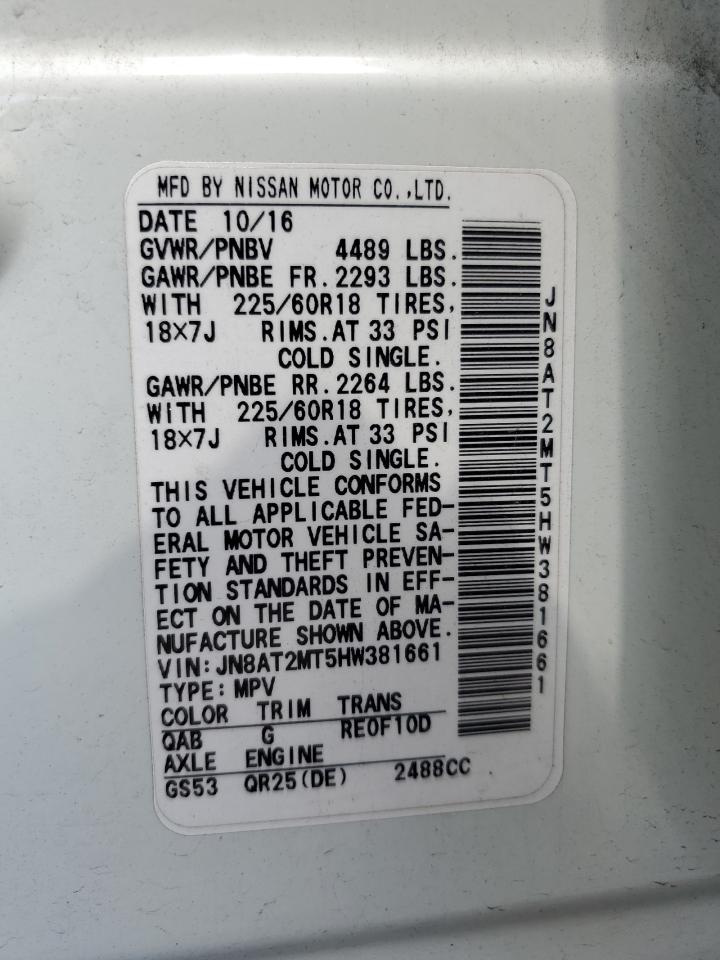 MFD BY NISSAN MOTOR CO.,LTD.
DATE 10/16
GVWR/PNBV 4489 LBS.
GAWR/PNBE FR.2293 LBS.
WITH 225/60R18 TIRES,
18×7J RIMS.AT 33 PSI
COLD SINGLE.
GAWR/PNBE RR.2264 LBS.
WITH 225/60R18 TIRES,
18×7J RIMS.AT 33 PSI
COLD SINGLE.
THIS VEHICLE CONFORMS
TO ALL APPLICABLE FED-
ERAL MOTOR VEHICLE SA-
FETY AND THEFT PREVEN-
TION STANDARDS IN EFF-
ECT ON THE DATE OF MA-
NUFACTURE SHOWN ABOVE.
VIN:JN8AT2MT5HW381661
TYPE:MPV
COLOR TRIM TRANS
QAB G RE0F10D
AXLE ENGINE
GS53 QR25(DE) 2488CC
JN8AT2MT5HW381661